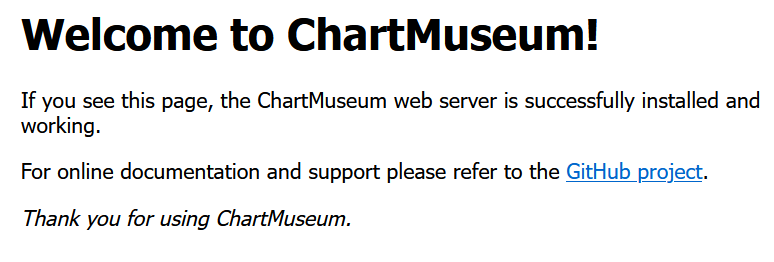 Welcome to ChartMuseum!
If you see this page, the ChartMuseum web server is successfully installed and
working.
For online documentation and support please refer to the GitHub project.
Thank you for using ChartMuseum.